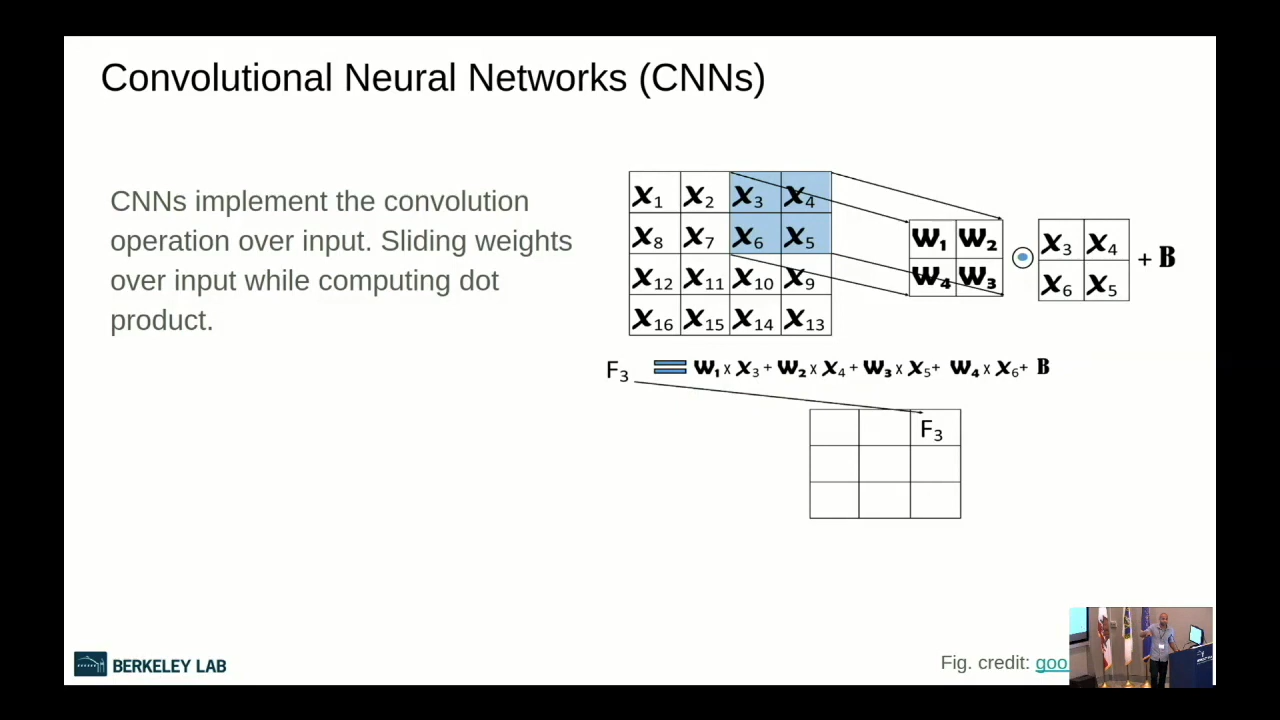 Convolutional Neural Networks (CNNs)
CNNs implement the convolution
operation over input. Sliding weights
over input while computing dot
product.
X₁ X₂ X₃ X₄
X₈ X₇ X₆ X₅
X₁₂ X₁₁ X₁₀ X₉
X₁₆ X₁₅ X₁₄ X₁₃
W₁ W₂
W₄ W₃
X₃ X₄
X₆ X₅
+ B
F₃ = W₁ x X₃ + W₂ x X₄ + W₃ x X₅+ W₄ x X₆+ B
F₃
BERKELEY LAB
Fig. credit: goo